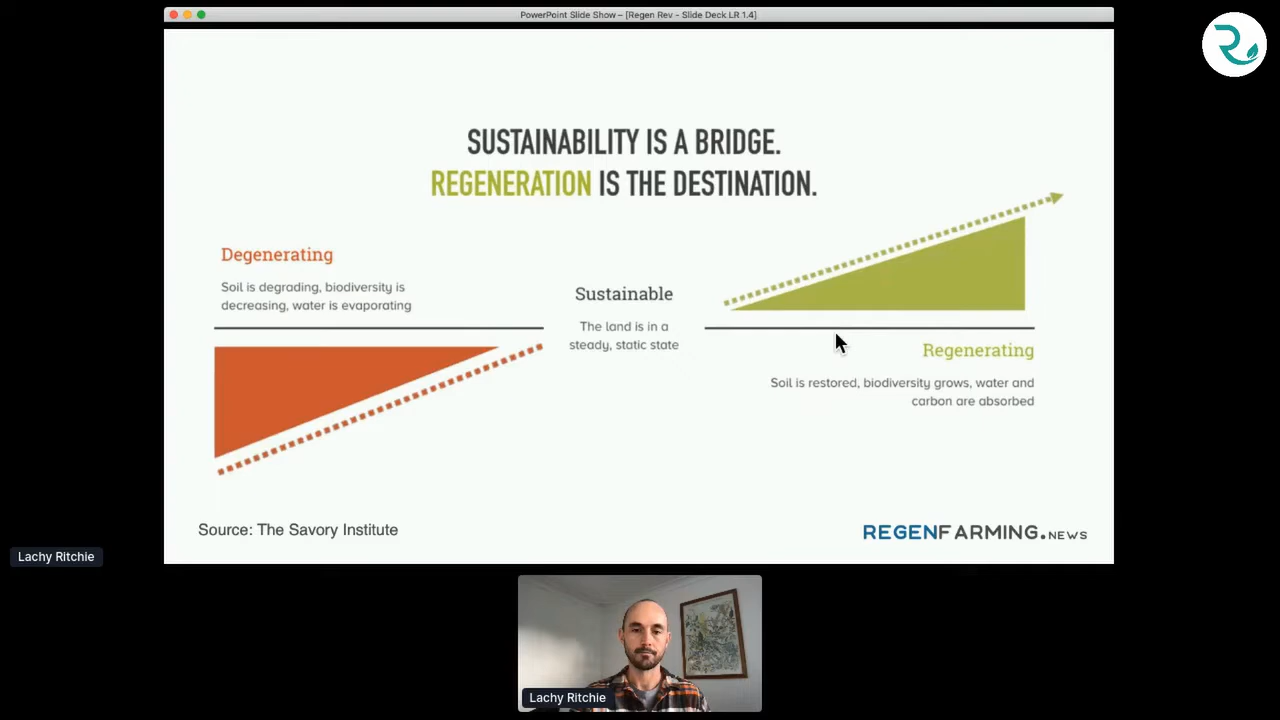 PowerPoint Slide Show – [Regen Rev - Slide Deck LR 1.4]
SUSTAINABILITY IS A BRIDGE.
REGENERATION IS THE DESTINATION.
Degenerating
Soil is degrading, biodiversity is
decreasing, water is evaporating
Sustainable
The land is in a
steady, static state
Regenerating
Soil is restored, biodiversity grows, water and
carbon are absorbed
Source: The Savory Institute
REGENFARMING.NEWS
Lachy Ritchie
Lachy Ritchie